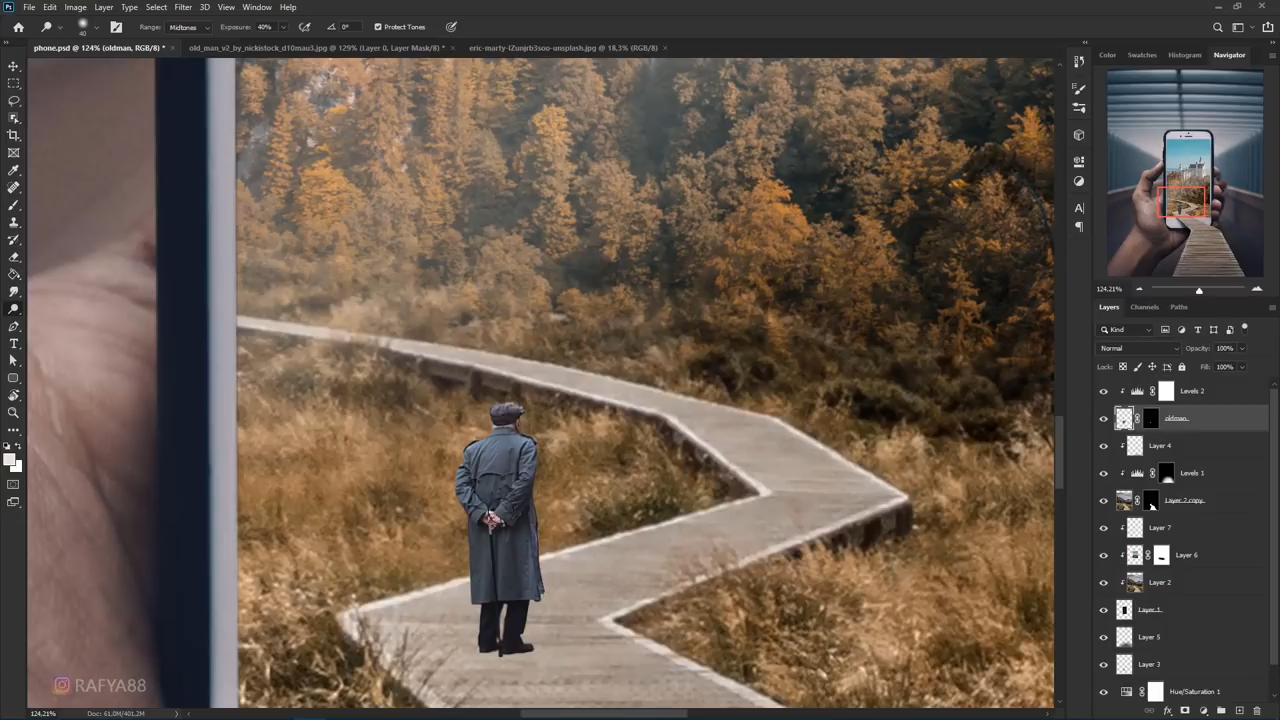 File Edit Image Layer Type Select Filter 3D View Plugins Window Help
40 Range: Midtones Exposure: 40% 0° Protect Tones
phone.psd @ 124% (oldman, RGB/8) * × old_man_v2_by_nickistock_d10mau3.jpg @ 129% (Layer 0, Layer Mask/8) * × eric-marty-IZunjrb3soo-unsplash.jpg @ 18,3% (RGB/8) ×
Color Swatches Histogram Navigator
124,21%
Layers Channels Paths
Kind
Normal Opacity: 100%
Lock: Fill: 100%
Levels 2
oldman
Layer 4
Levels 1
Layer 2 copy
Layer 7
Layer 6
Layer 2
Layer 1
Layer 5
Layer 3
Hue/Saturation 1
RAFYA88
124,21% Doc: 61,0M/401,2M